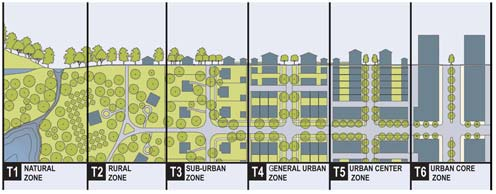 T1 NATURAL
ZONE
T2 RURAL
ZONE
T3 SUB-URBAN
ZONE
T4 GENERAL URBAN
ZONE
T5 URBAN CENTER
ZONE
T6 URBAN CORE
ZONE